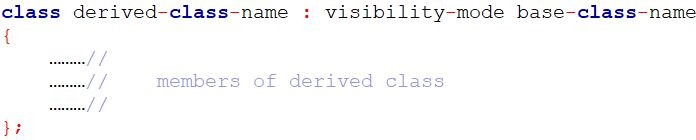 class derived-class-name : visibility-mode base-class-name
{
………//
………//    members of derived class
………//
};